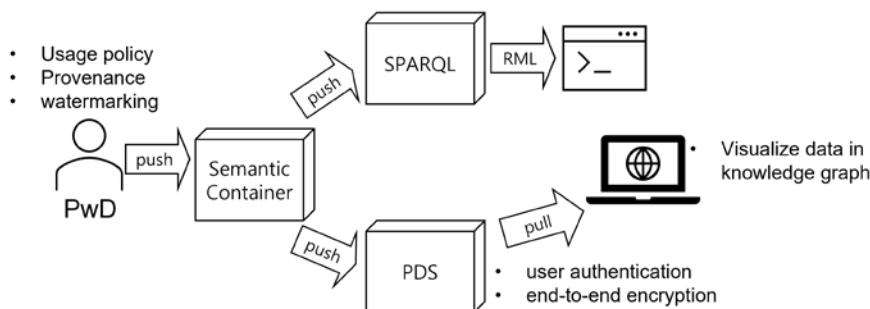 • Usage policy
• Provenance
• watermarking
PwD
push
Semantic
Container
push
SPARQL
RML
>_
push
PDS
pull
• Visualize data in
knowledge graph
• user authentication
• end-to-end encryption